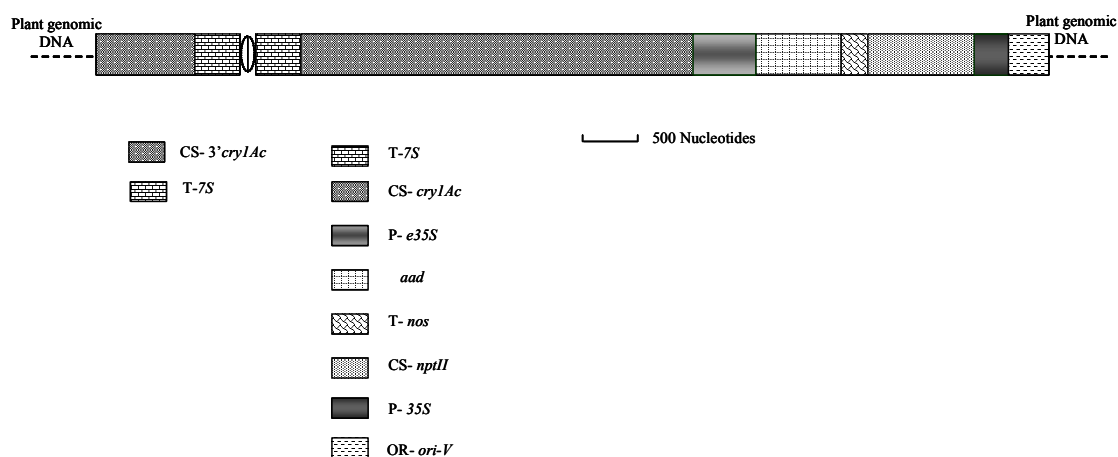 Plant genomic
DNA
Plant genomic
DNA
500 Nucleotides
CS- 3’cry1Ac
T-7S
T-7S
CS- cry1Ac
P- e35S
aad
T- nos
CS- nptII
P- 35S
OR- ori-V